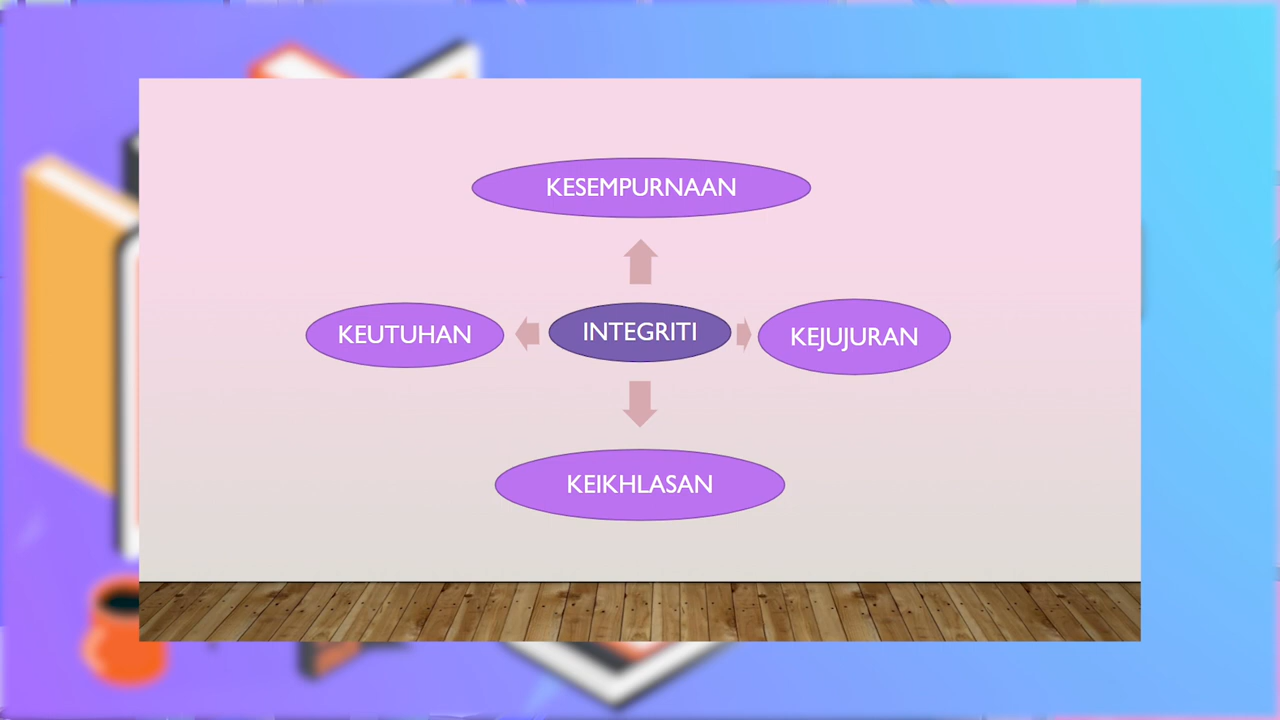 KESEMPURNAAN
KEUTUHAN
INTEGRITI
KEJUJURAN
KEIKHLASAN